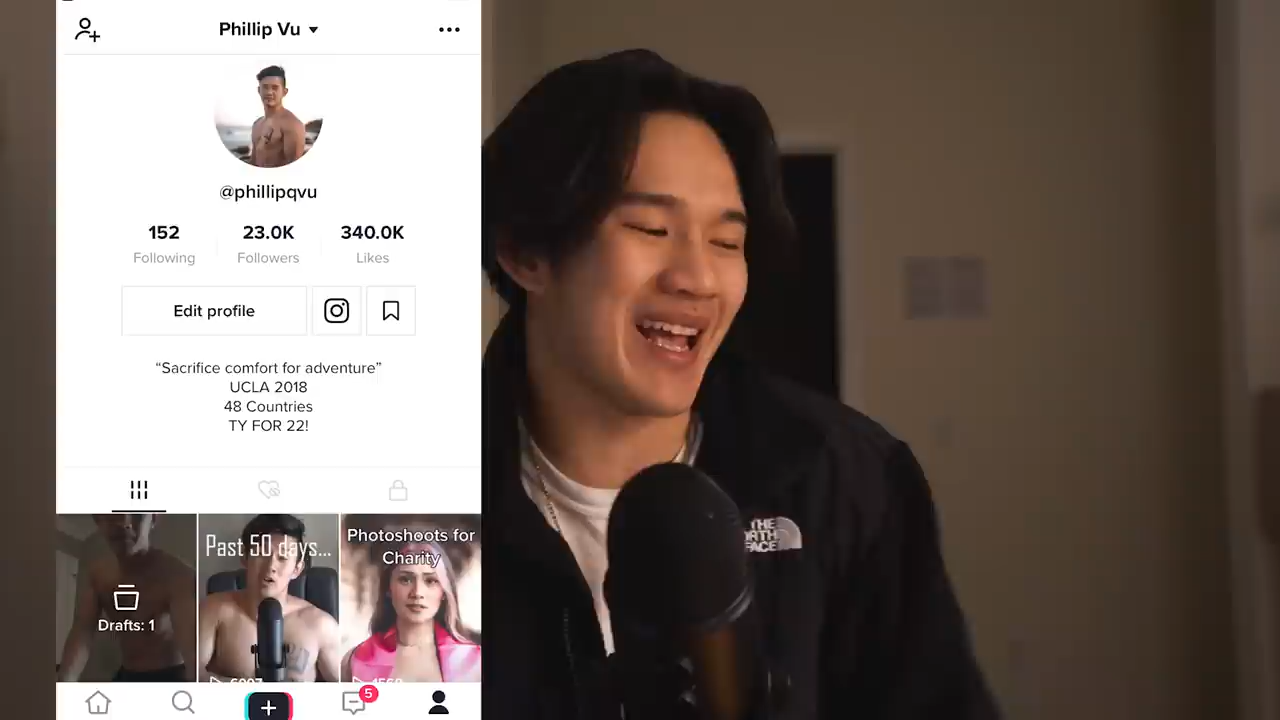 Phillip Vu
@phillipqvu
152
23.0K
340.0K
Following
Followers
Likes
Edit profile
“Sacrifice comfort for adventure”
UCLA 2018
48 Countries
TY FOR 22!
Past 50 days...
Photoshoots for
Charity
Drafts: 1
5
THE
ORTH
FACE